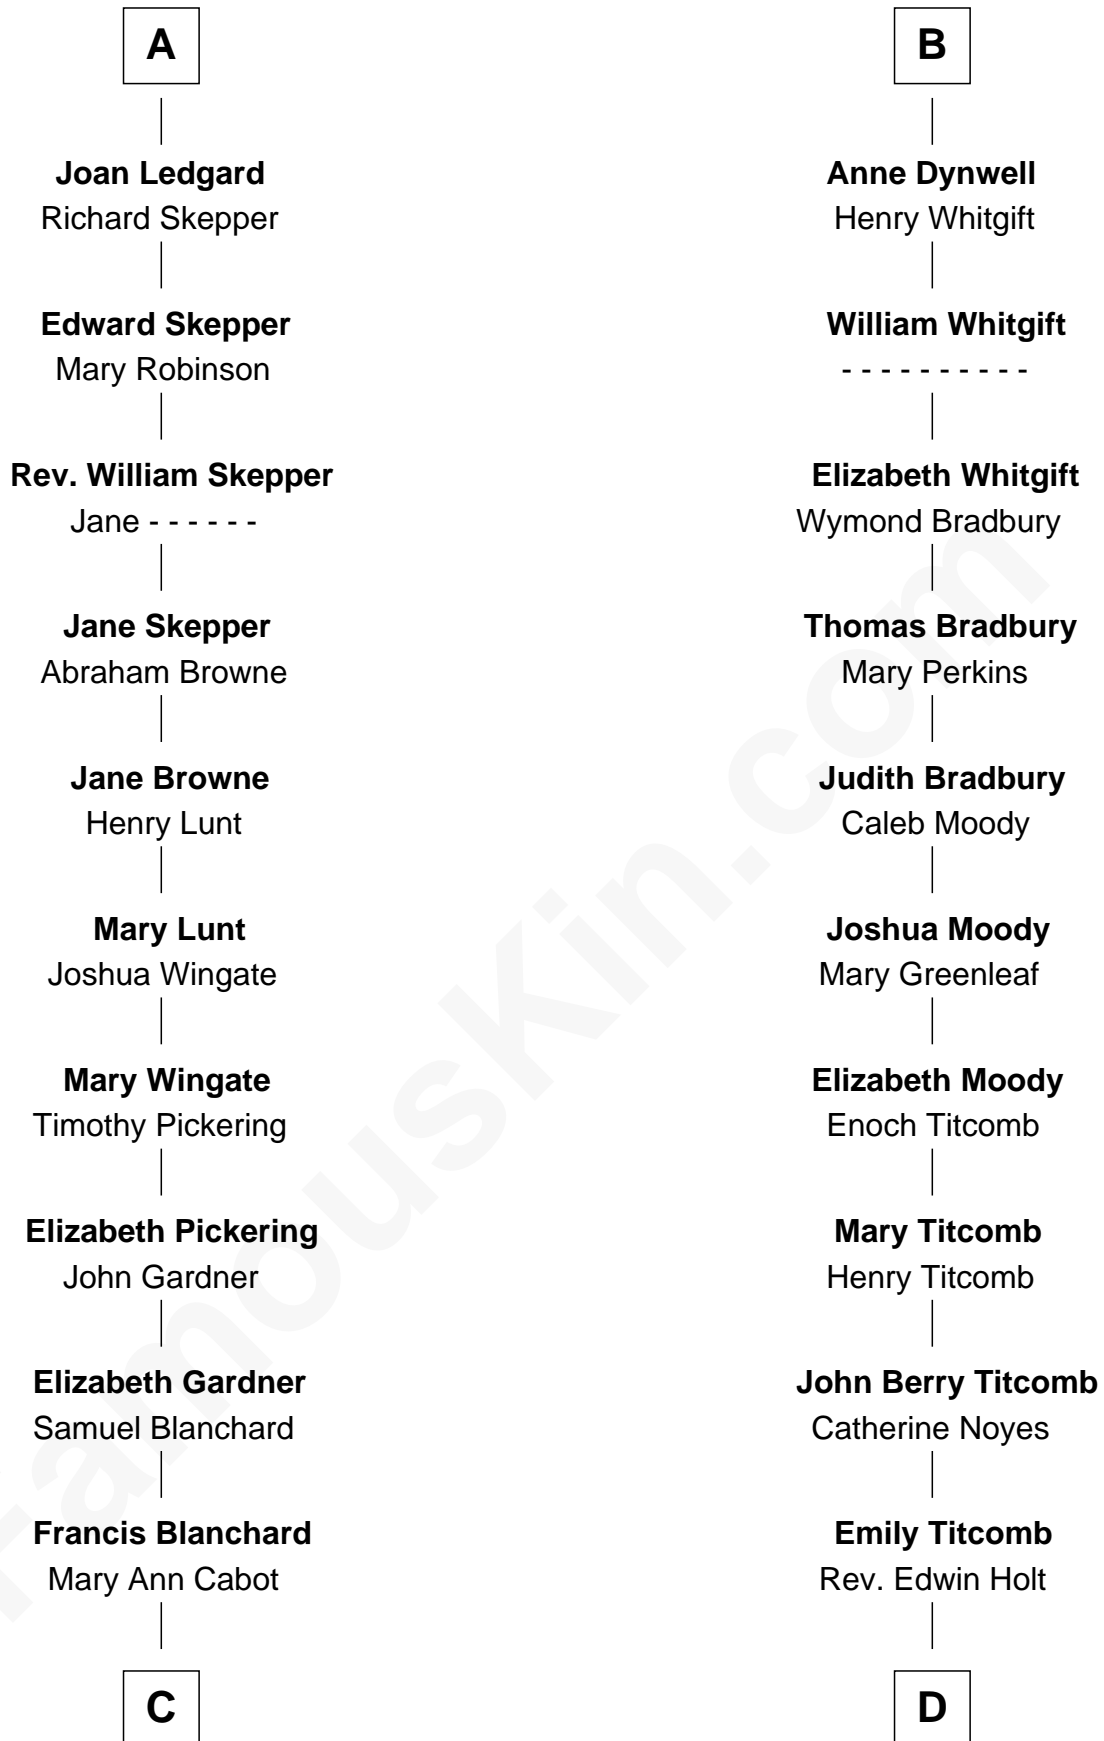 A
Joan Ledgard
Richard Skepper
Edward Skepper
Mary Robinson
Rev. William Skepper
Jane - - - - - -
Jane Skepper
Abraham Browne
Jane Browne
Henry Lunt
Mary Lunt
Joshua Wingate
Mary Wingate
Timothy Pickering
Elizabeth Pickering
John Gardner
Elizabeth Gardner
Samuel Blanchard
Francis Blanchard
Mary Ann Cabot
C
B
Anne Dynwell
Henry Whitgift
William Whitgift
- - - - - - - - - -
Elizabeth Whitgift
Wymond Bradbury
Thomas Bradbury
Mary Perkins
Judith Bradbury
Caleb Moody
Joshua Moody
Mary Greenleaf
Elizabeth Moody
Enoch Titcomb
Mary Titcomb
Henry Titcomb
John Berry Titcomb
Catherine Noyes
Emily Titcomb
Rev. Edwin Holt
D
FamousKin.com